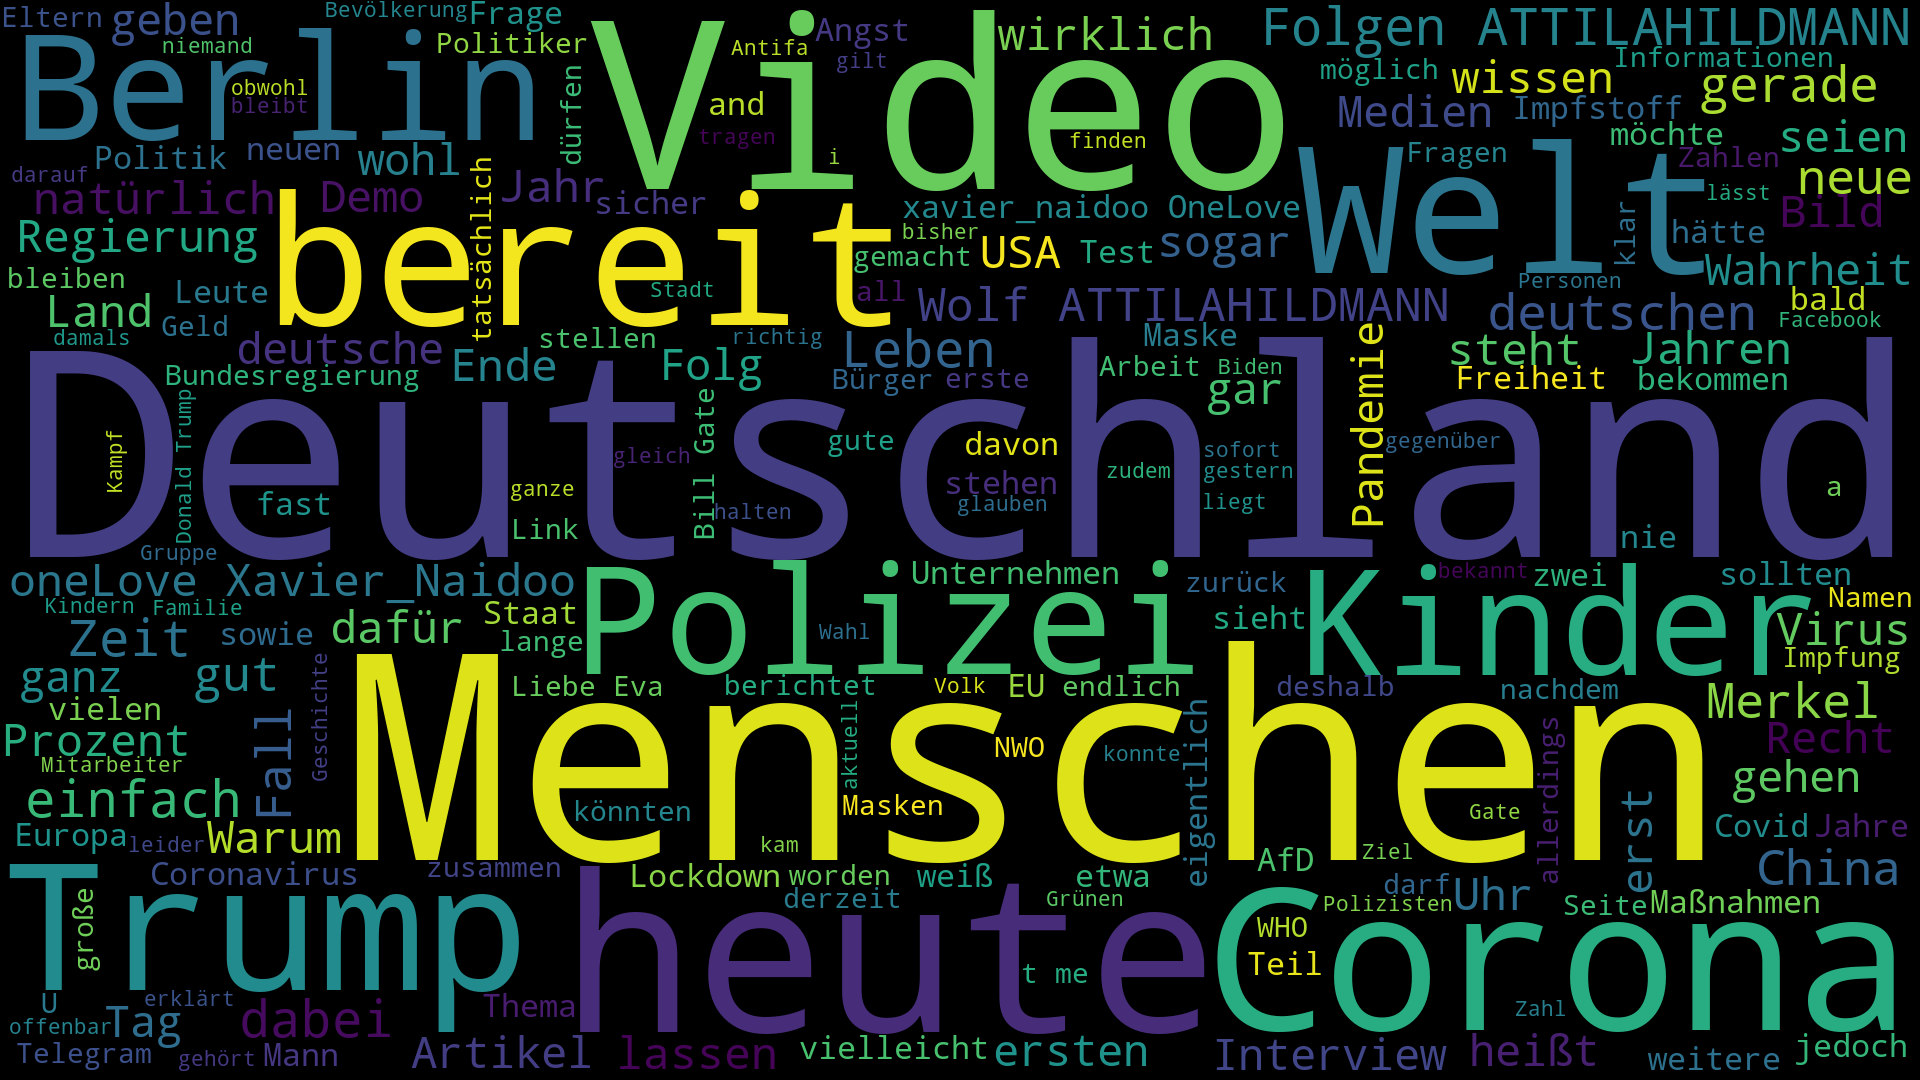 Eltern
geben
Bevölkerung
Frage
niemand
Politiker
Antifa
Angst
gilt
wirklich
Folgen ATTILAHILDMANN
Berlin
Video
obwohl
bleibt
dürfen
and
tragen
i
finden
möglich
wissen
Informationen
gerade
Medien
Impfstoff
möchte
seien
darauf
Politik
neuen
wohl
tatsächlich
Jahr
sicher
xavier_naidoo OneLove
Fragen
Welt
Zahlen
lässt
neue
Bild
natürlich
Demo
Regierung
bereit
bisher
gemacht
USA
Test
sogar
klar
hätte
Wahrheit
bleiben
Leute
Stadt
all
Wolf ATTILAHILDMANN
Personen
deutschen
bald
Facebook
Land
Geld
damals
deutsche
stellen
richtig
Maske
Pandemie
steht
Jahren
Bundesregierung
Ende
Folg
Leben
Bürger
erste
Arbeit
Biden
gar
Freiheit
bekommen
Deutschland
Kampf
Donald Trump
fast
gleich
Bill Gate
gute
davon
stehen
glauben
zudem
sofort
gestern
liegt
gegenüber
a
ganze
Link
halten
nie
Gruppe
oneLove Xavier_Naidoo
Polizei
Unternehmen
zurück
Kinder
bekannt
zwei
sollten
Namen
Kindern
Familie
Zeit
sowie
dafür
Staat
lange
Wahl
sieht
Virus
Impfung
ganz
gut
Geschichte
Liebe Eva
berichtet
Volk
EU
endlich
deshalb
nachdem
Merkel
vielen
Prozent
Mitarbeiter
Fall
Menschen
aktuell
NWO
konnte
eigentlich
allerdings
Recht
gehen
einfach
könnten
Masken
Gate
erst
Covid
Jahre
Europa
leider
Warum
kam
AfD
Ziel
China
Trump
große
Coronavirus
zusammen
heute
Lockdown
worden
weiß
etwa
derzeit
Grünen
darf
Polizisten
Uhr
Seite
Maßnahmen
WHO
Teil
Corona
t me
U
erklärt
offenbar
Tag
dabei
Thema
Zahl
Telegram
gehört
Mann
Artikel
lassen
vielleicht
ersten
Interview
heißt
weitere
jedoch